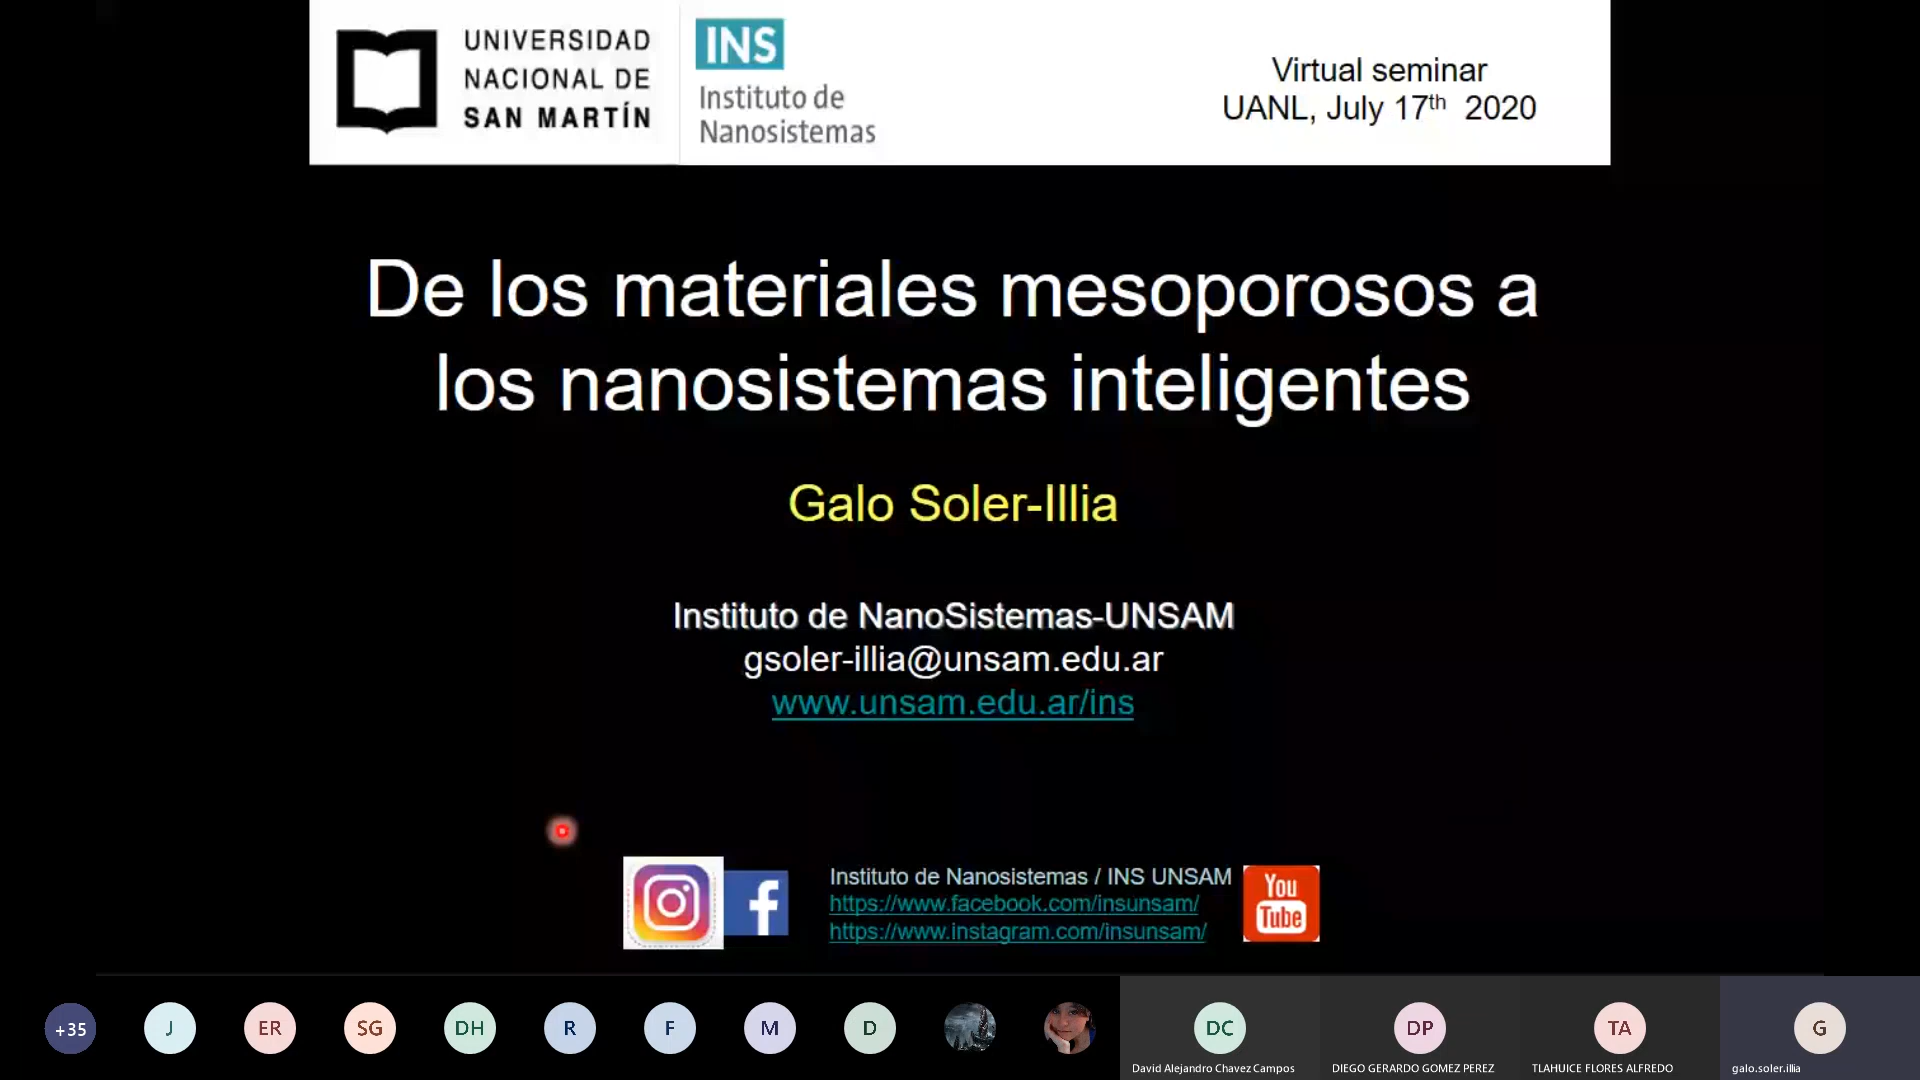 UNIVERSIDAD
NACIONAL DE
SAN MARTÍN
INS
Instituto de
Nanosistemas
Virtual seminar
UANL, July 17th 2020
De los materiales mesoporosos a
los nanosistemas inteligentes
Galo Soler-Illia
Instituto de NanoSistemas-UNSAM
gsoler-illia@unsam.edu.ar
www.unsam.edu.ar/ins
Instituto de Nanosistemas / INS UNSAM
https://www.facebook.com/insunsam/
https://www.instagram.com/insunsam/
You
Tube
+35
J
ER
SG
DH
R
F
M
D
DC
DP
TA
G
David Alejandro Chavez Campos
DIEGO GERARDO GOMEZ PEREZ
TLAHUICE FLORES ALFREDO
galo.soler.illia